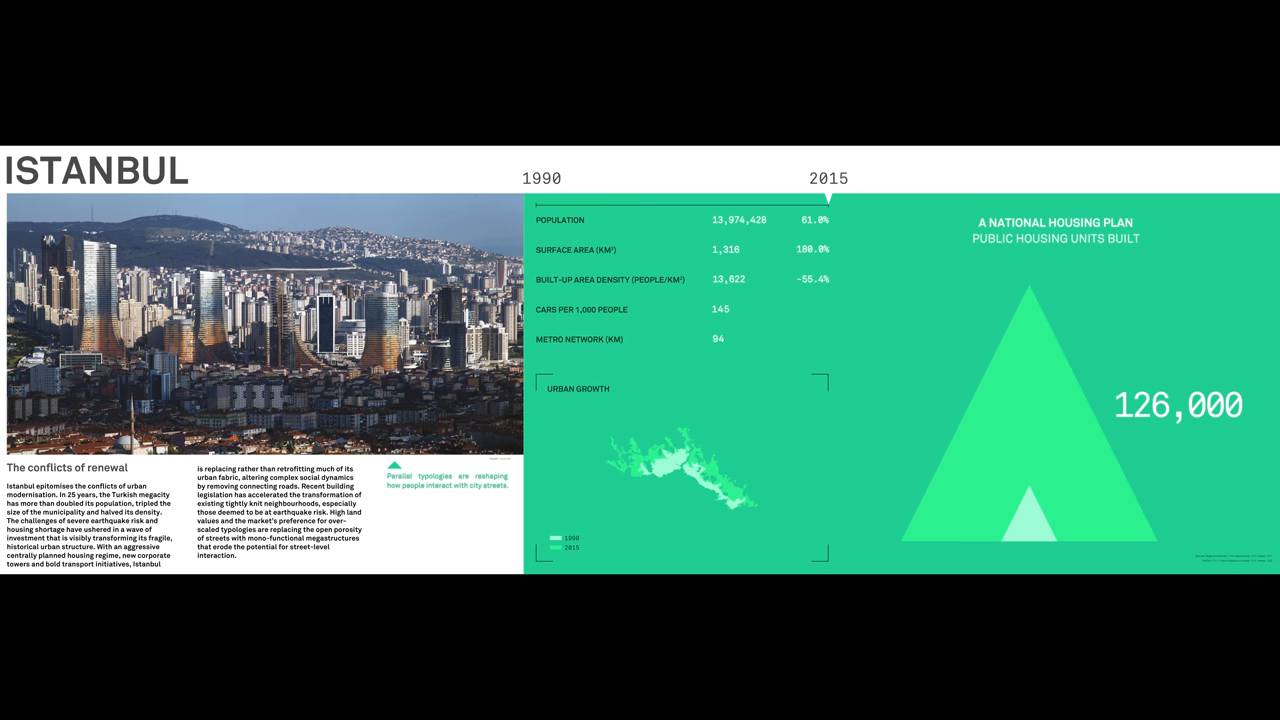 ISTANBUL
1990
2015
The conflicts of renewal
Istanbul epitomises the conflicts of urban
modernisation. In 25 years, the Turkish megacity
has more than doubled its population, tripled the
size of the municipality and halved its density.
The challenges of severe earthquake risk and
housing shortage have ushered in a wave of
investment that is visibly transforming its fragile,
historical urban structure. With an aggressive
centrally planned housing regime, new corporate
towers and bold transport initiatives, Istanbul
is replacing rather than retrofitting much of its
urban fabric, altering complex social dynamics
by removing connecting roads. Recent building
legislation has accelerated the transformation of
existing tightly knit neighbourhoods, especially
those deemed to be at earthquake risk. High land
values and the market's preference for over-
scaled typologies are replacing the open porosity
of streets with mono-functional megastructures
that erode the potential for street-level
interaction.
Parallel typologies are reshaping
how people interact with city streets.
POPULATION 13,974,428 61.0%
SURFACE AREA (KM²) 1,316 180.0%
BUILT-UP AREA DENSITY (PEOPLE/KM²) 13,622 -55.4%
CARS PER 1,000 PEOPLE 145
METRO NETWORK (KM) 94
URBAN GROWTH
1990
2015
A NATIONAL HOUSING PLAN
PUBLIC HOUSING UNITS BUILT
126,000